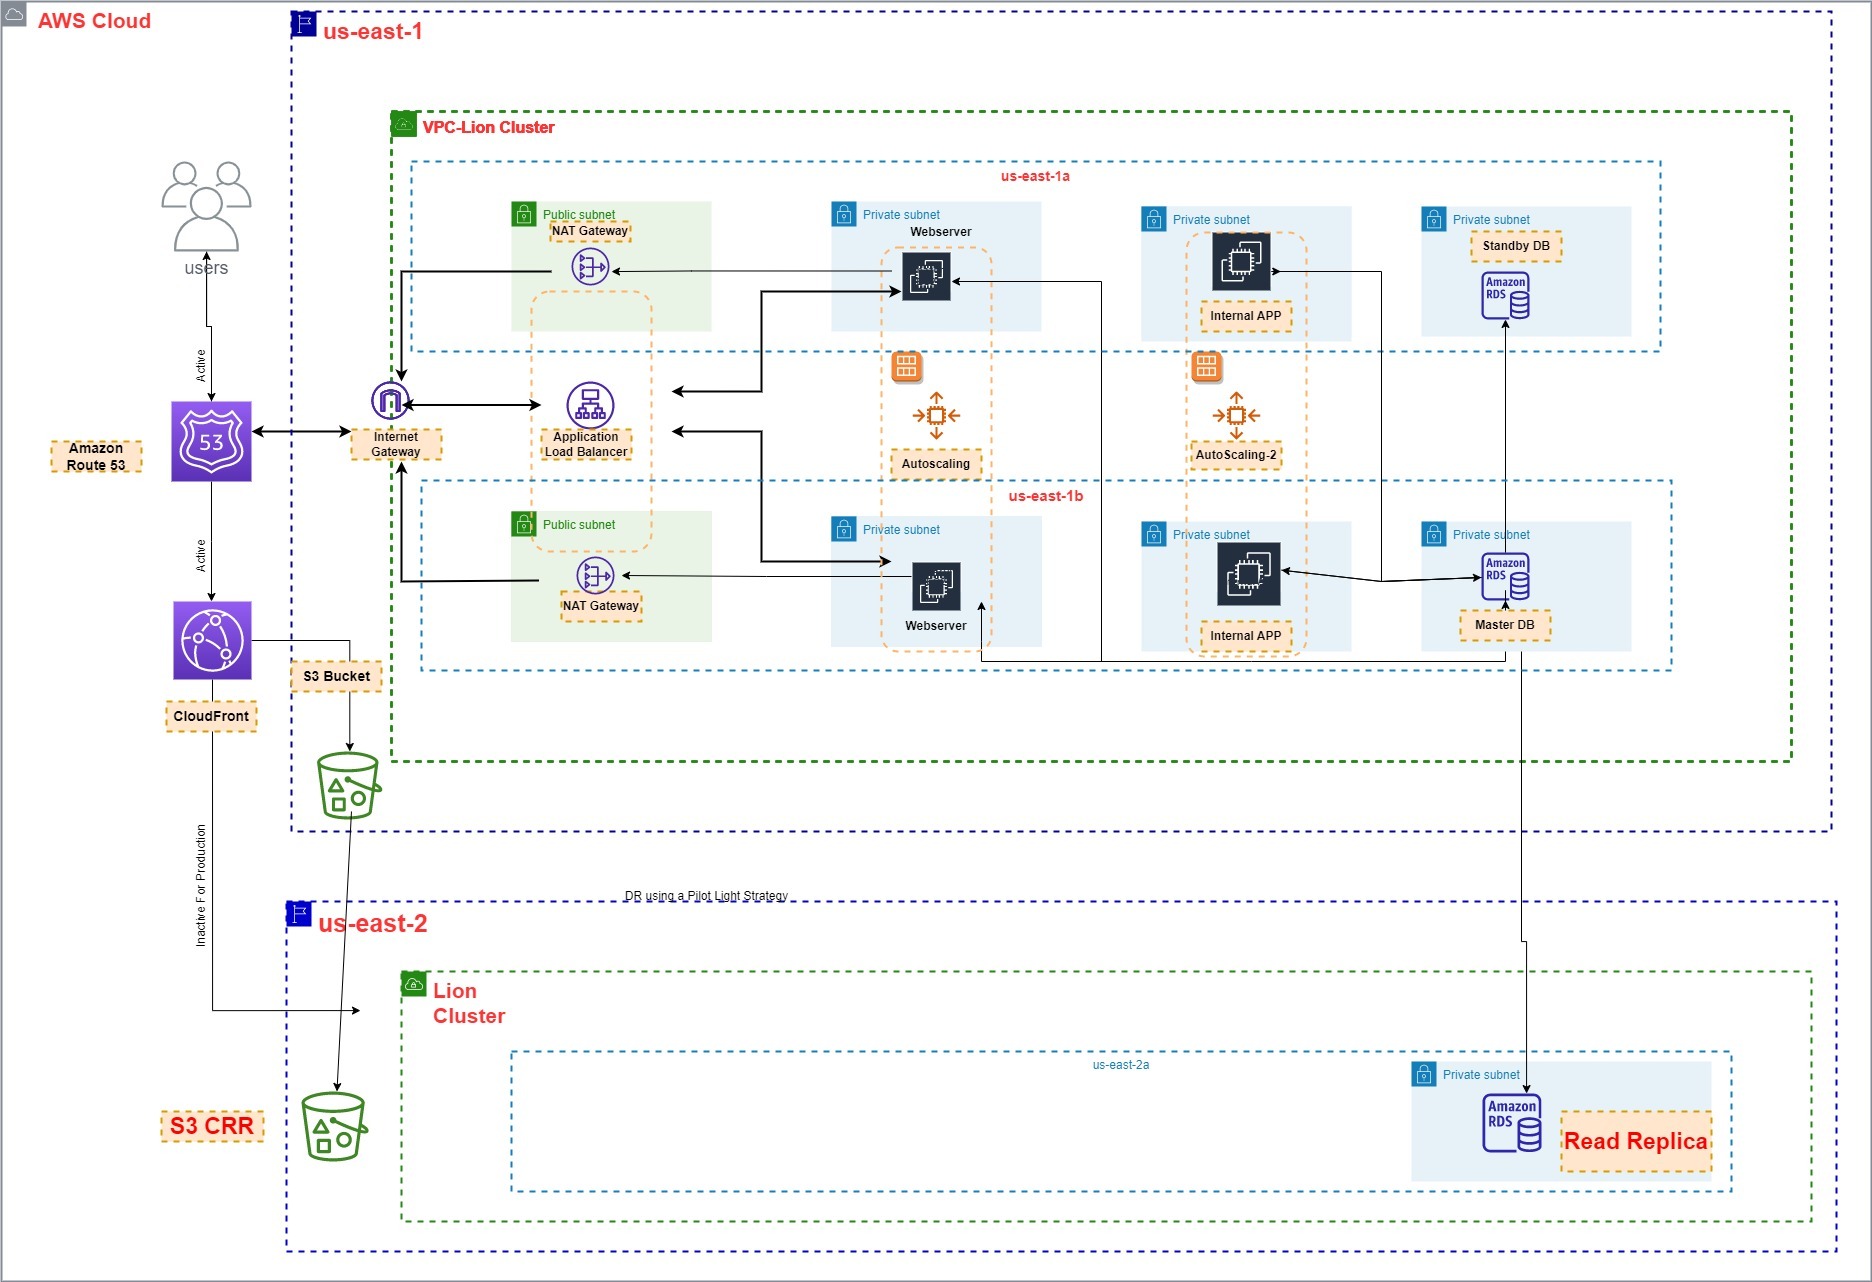 AWS Cloud
us-east-1
VPC-Lion Cluster
us-east-1a
Public subnet
NAT Gateway
Private subnet
Webserver
Private subnet
Internal APP
Private subnet
Standby DB
Amazon
RDS
users
Active
53
Amazon
Route 53
Internet
Gateway
Application
Load Balancer
Autoscaling
AutoScaling-2
us-east-1b
Public subnet
NAT Gateway
Private subnet
Webserver
Private subnet
Internal APP
Private subnet
Amazon
RDS
Master DB
Active
S3 Bucket
CloudFront
Inactive For Production
DR using a Pilot Light Strategy
us-east-2
Lion
Cluster
us-east-2a
Private subnet
Amazon
RDS
Read Replica
S3 CRR